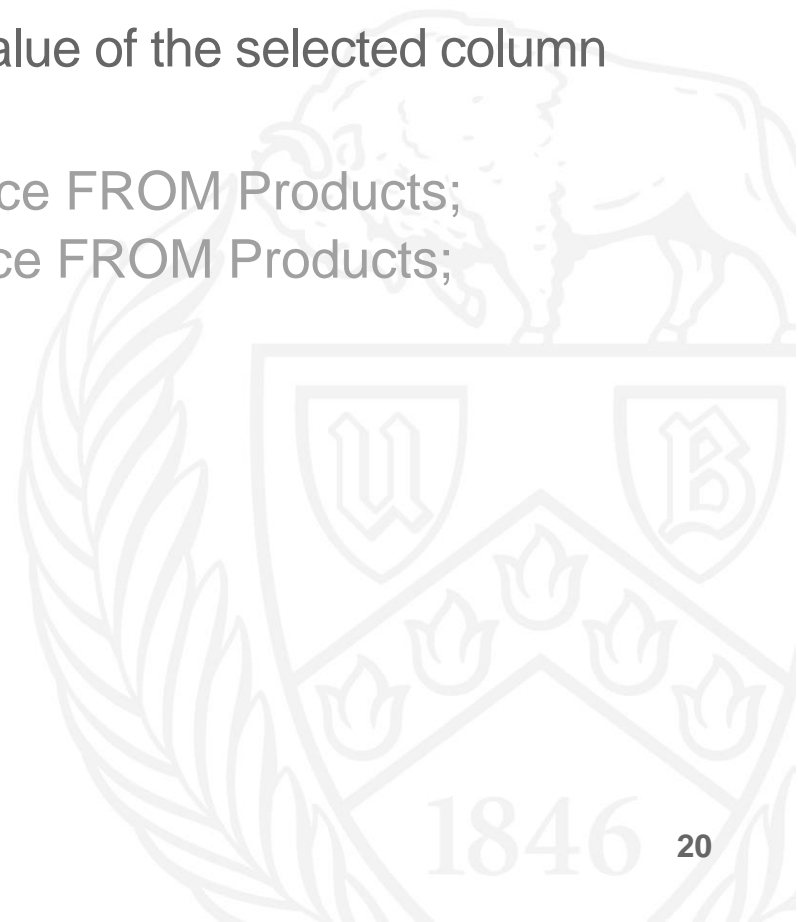 alue of the selected column
ce FROM Products;
ce FROM Products;
U B
1846
20